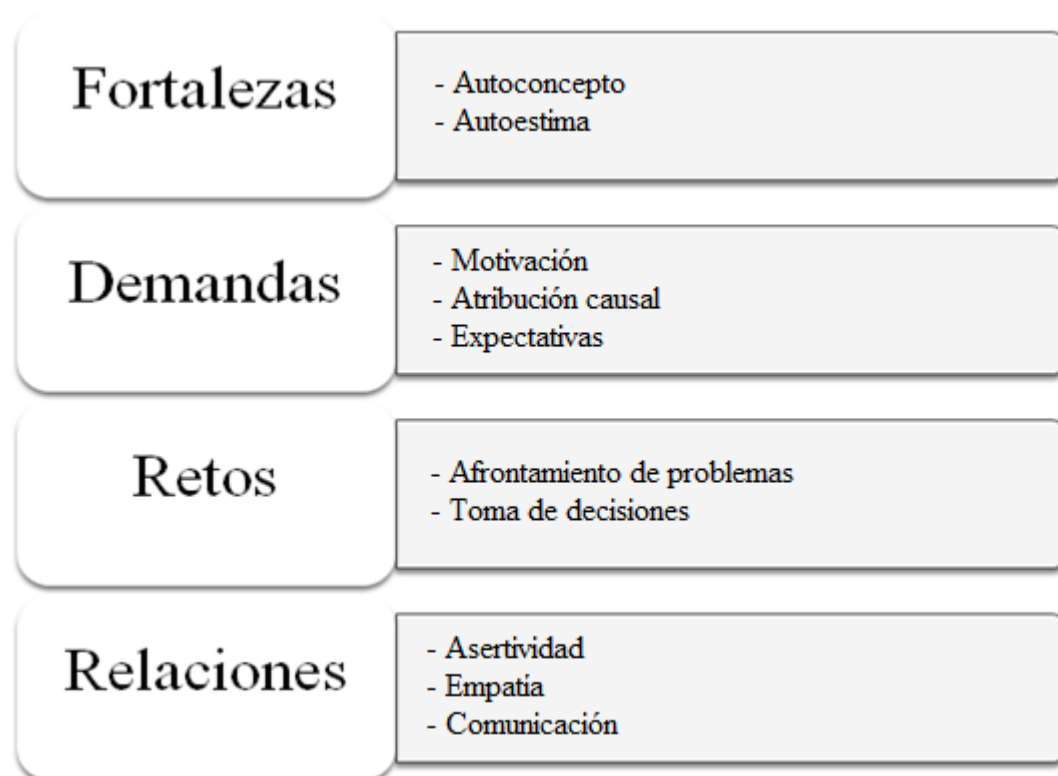 Fortalezas
- Autoconcepto
- Autoestima
Demandas
- Motivación
- Atribución causal
- Expectativas
Retos
- Afrontamiento de problemas
- Toma de decisiones
Relaciones
- Asertividad
- Empatía
- Comunicación